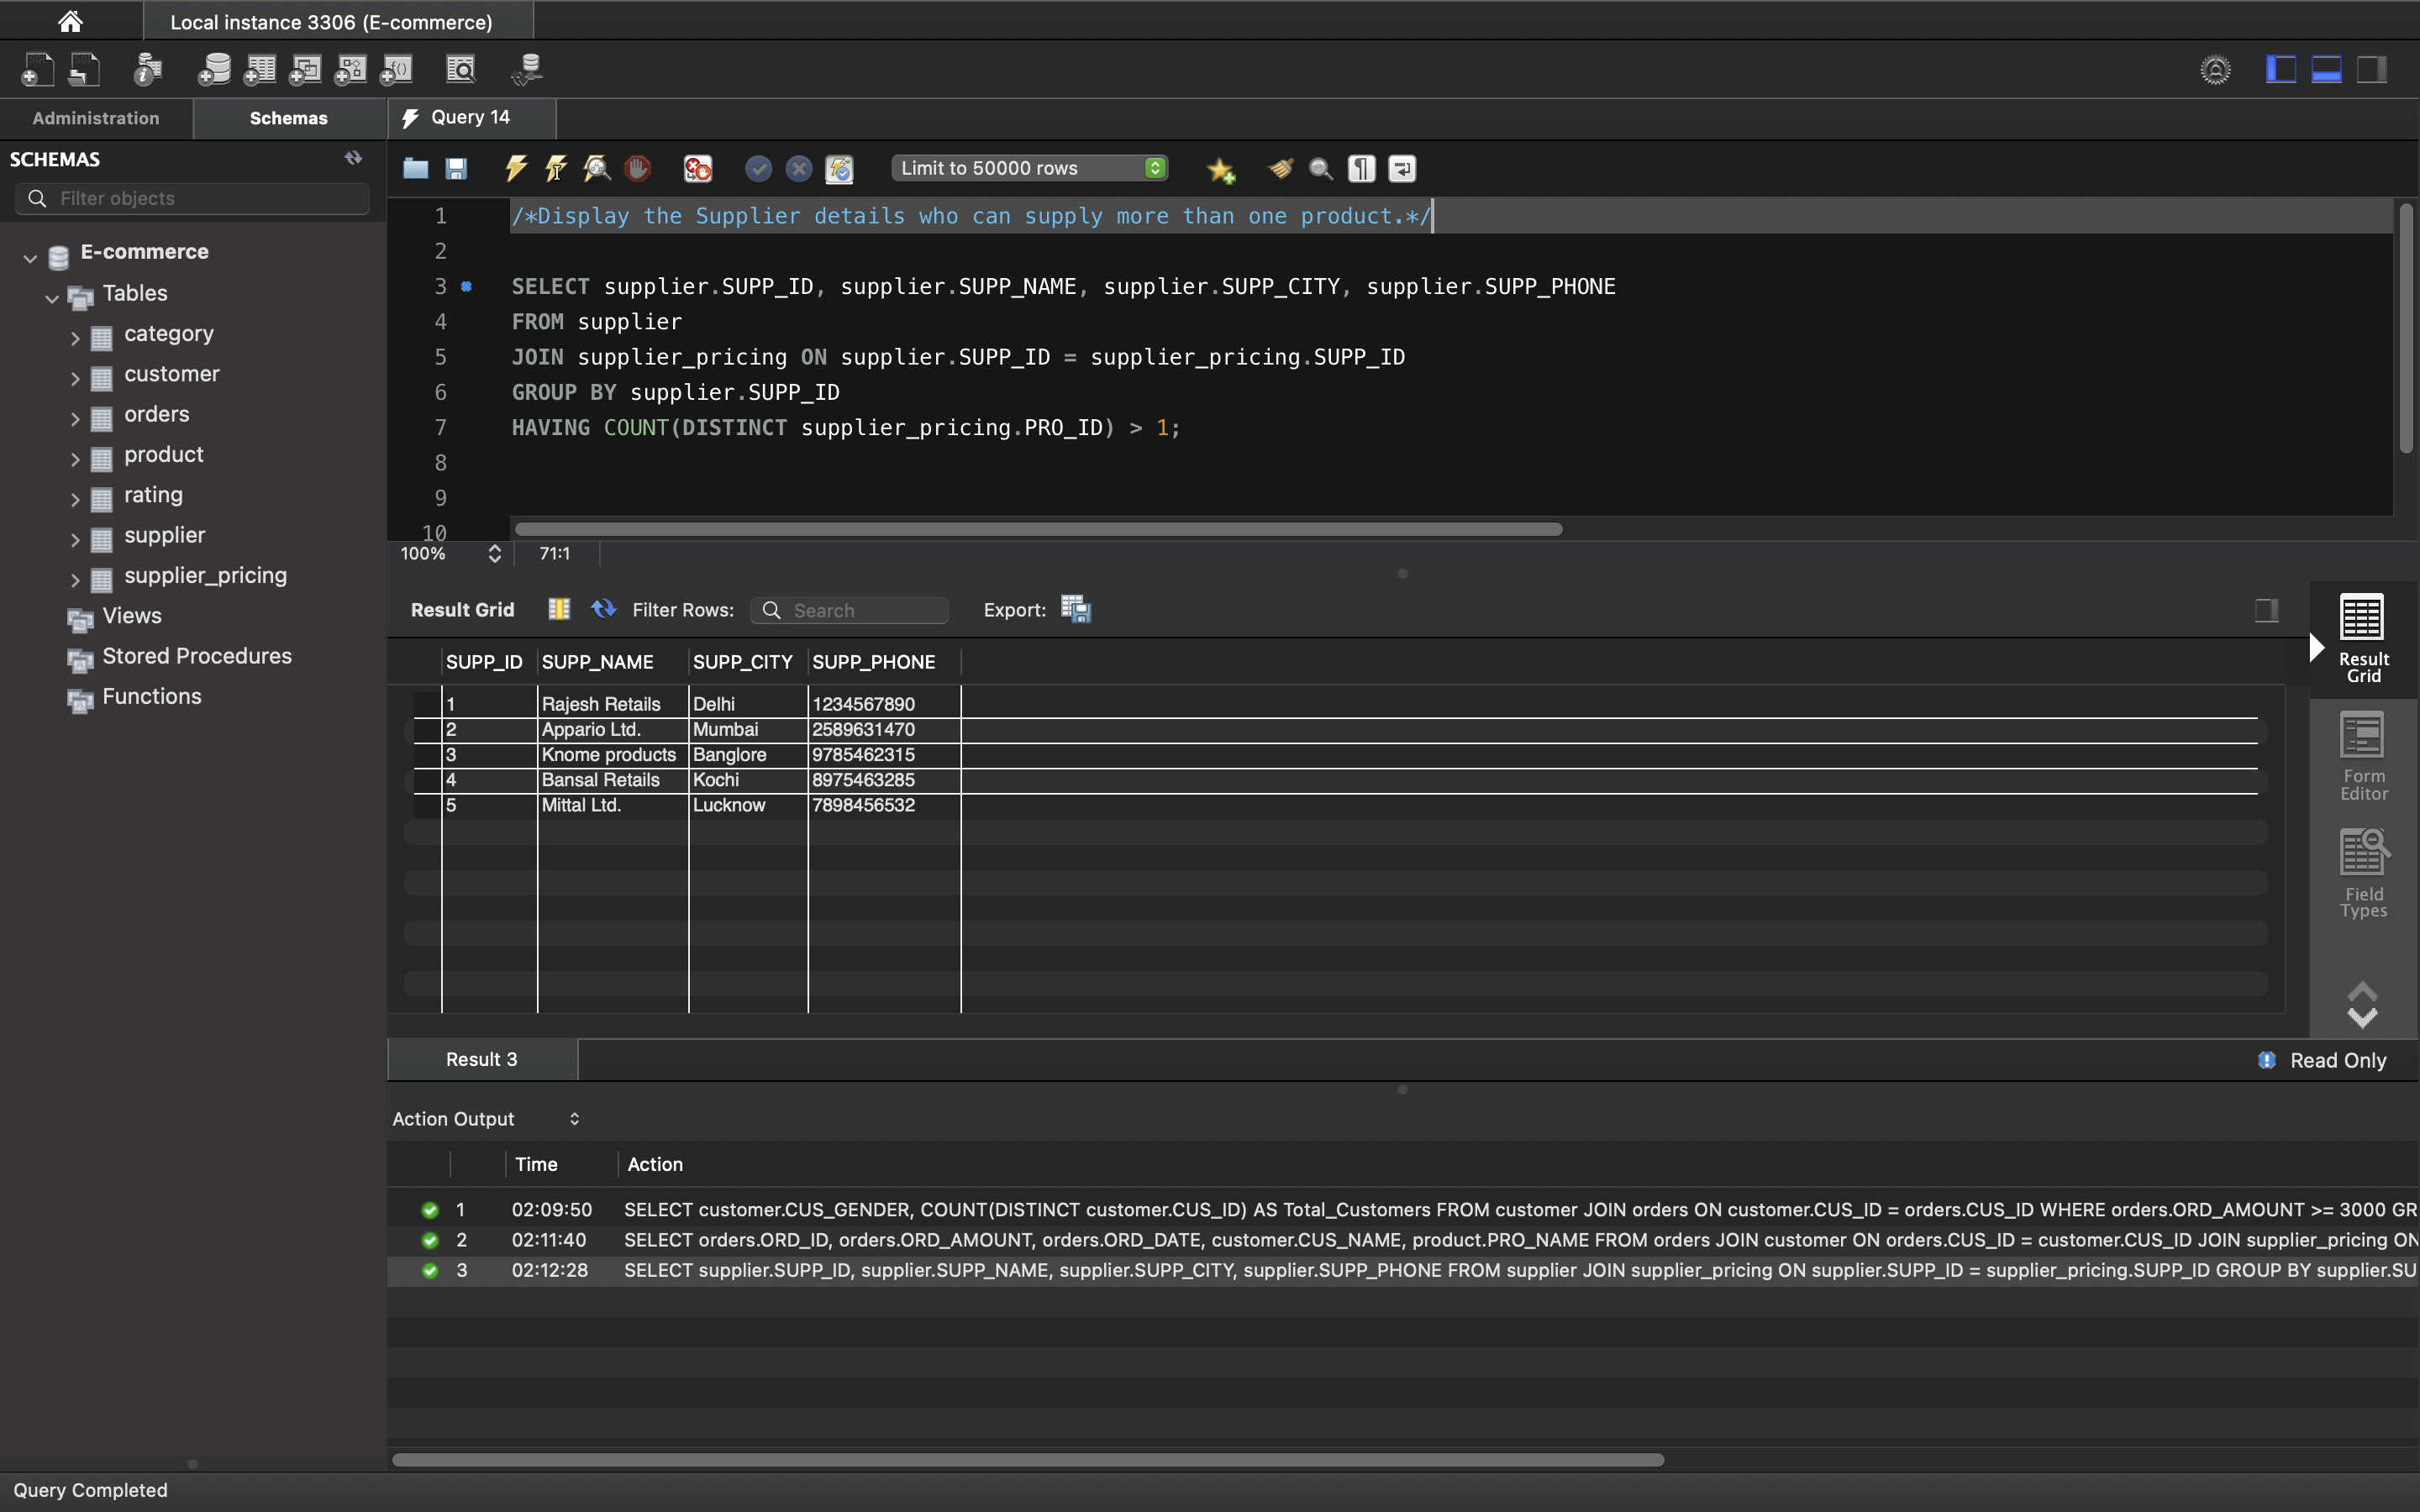 Local instance 3306 (E-commerce)
Administration
Schemas
Query 14
SCHEMAS
Filter objects
E-commerce
Tables
category
customer
orders
product
rating
supplier
supplier_pricing
Views
Stored Procedures
Functions
Limit to 50000 rows
1 /*Display the Supplier details who can supply more than one product.*/
2
3 SELECT supplier.SUPP_ID, supplier.SUPP_NAME, supplier.SUPP_CITY, supplier.SUPP_PHONE
4 FROM supplier
5 JOIN supplier_pricing ON supplier.SUPP_ID = supplier_pricing.SUPP_ID
6 GROUP BY supplier.SUPP_ID
7 HAVING COUNT(DISTINCT supplier_pricing.PRO_ID) > 1;
8
9
10
100% 71:1
Result Grid Filter Rows: Search Export:
SUPP_ID SUPP_NAME SUPP_CITY SUPP_PHONE
1 Rajesh Retails Delhi 1234567890
2 Appario Ltd. Mumbai 2589631470
3 Knome products Banglore 9785462315
4 Bansal Retails Kochi 8975463285
5 Mittal Ltd. Lucknow 7898456532
Result
Grid
Form
Editor
Field
Types
Result 3
Read Only
Action Output
Time Action
1 02:09:50 SELECT customer.CUS_GENDER, COUNT(DISTINCT customer.CUS_ID) AS Total_Customers FROM customer JOIN orders ON customer.CUS_ID = orders.CUS_ID WHERE orders.ORD_AMOUNT >= 3000 GR
2 02:11:40 SELECT orders.ORD_ID, orders.ORD_AMOUNT, orders.ORD_DATE, customer.CUS_NAME, product.PRO_NAME FROM orders JOIN customer ON orders.CUS_ID = customer.CUS_ID JOIN supplier_pricing ON
3 02:12:28 SELECT supplier.SUPP_ID, supplier.SUPP_NAME, supplier.SUPP_CITY, supplier.SUPP_PHONE FROM supplier JOIN supplier_pricing ON supplier.SUPP_ID = supplier_pricing.SUPP_ID GROUP BY supplier.SU
Query Completed